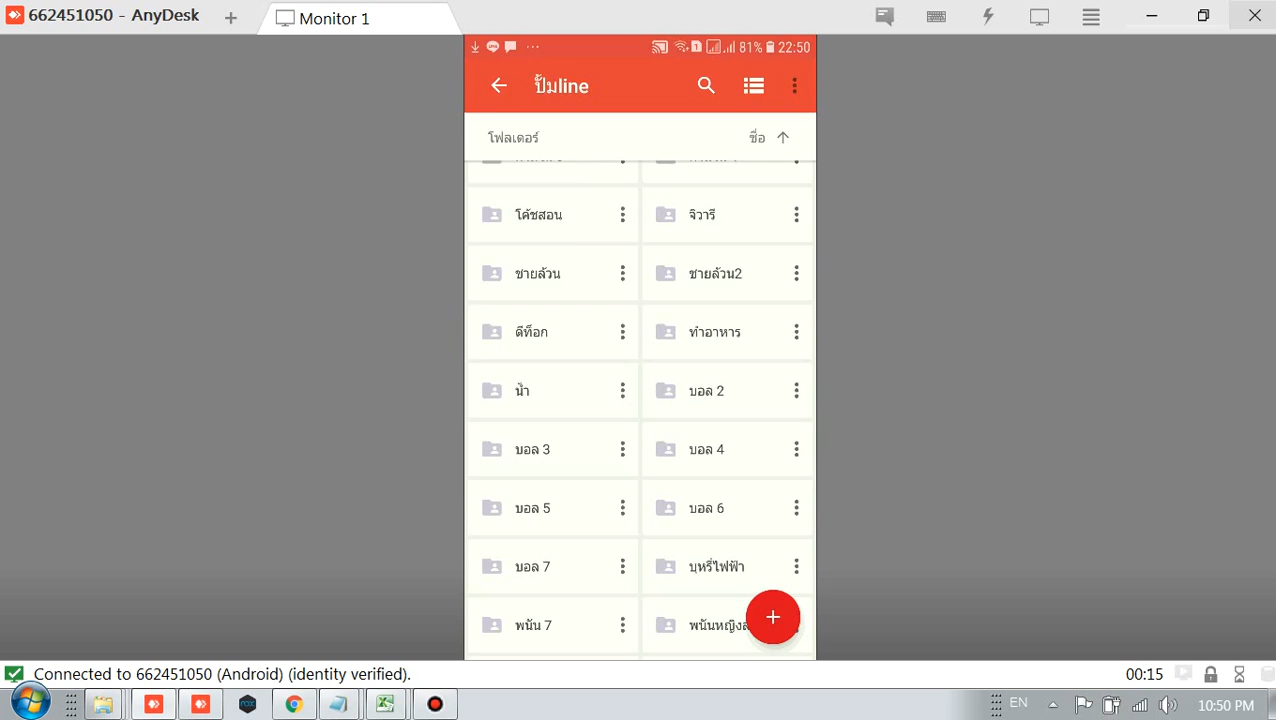 662451050 - AnyDesk
Monitor 1
81% 22:50
ปั้มline
โฟลเดอร์
ชื่อ
โค้ชสอน
จิวารี
ชายล้วน
ชายล้วน2
ดีท็อก
ทำอาหาร
น้ำ
บอล 2
บอล 3
บอล 4
บอล 5
บอล 6
บอล 7
บุหรี่ไฟฟ้า
พนัน 7
Connected to 662451050 (Android) (identity verified).
00:15
EN
10:50 PM